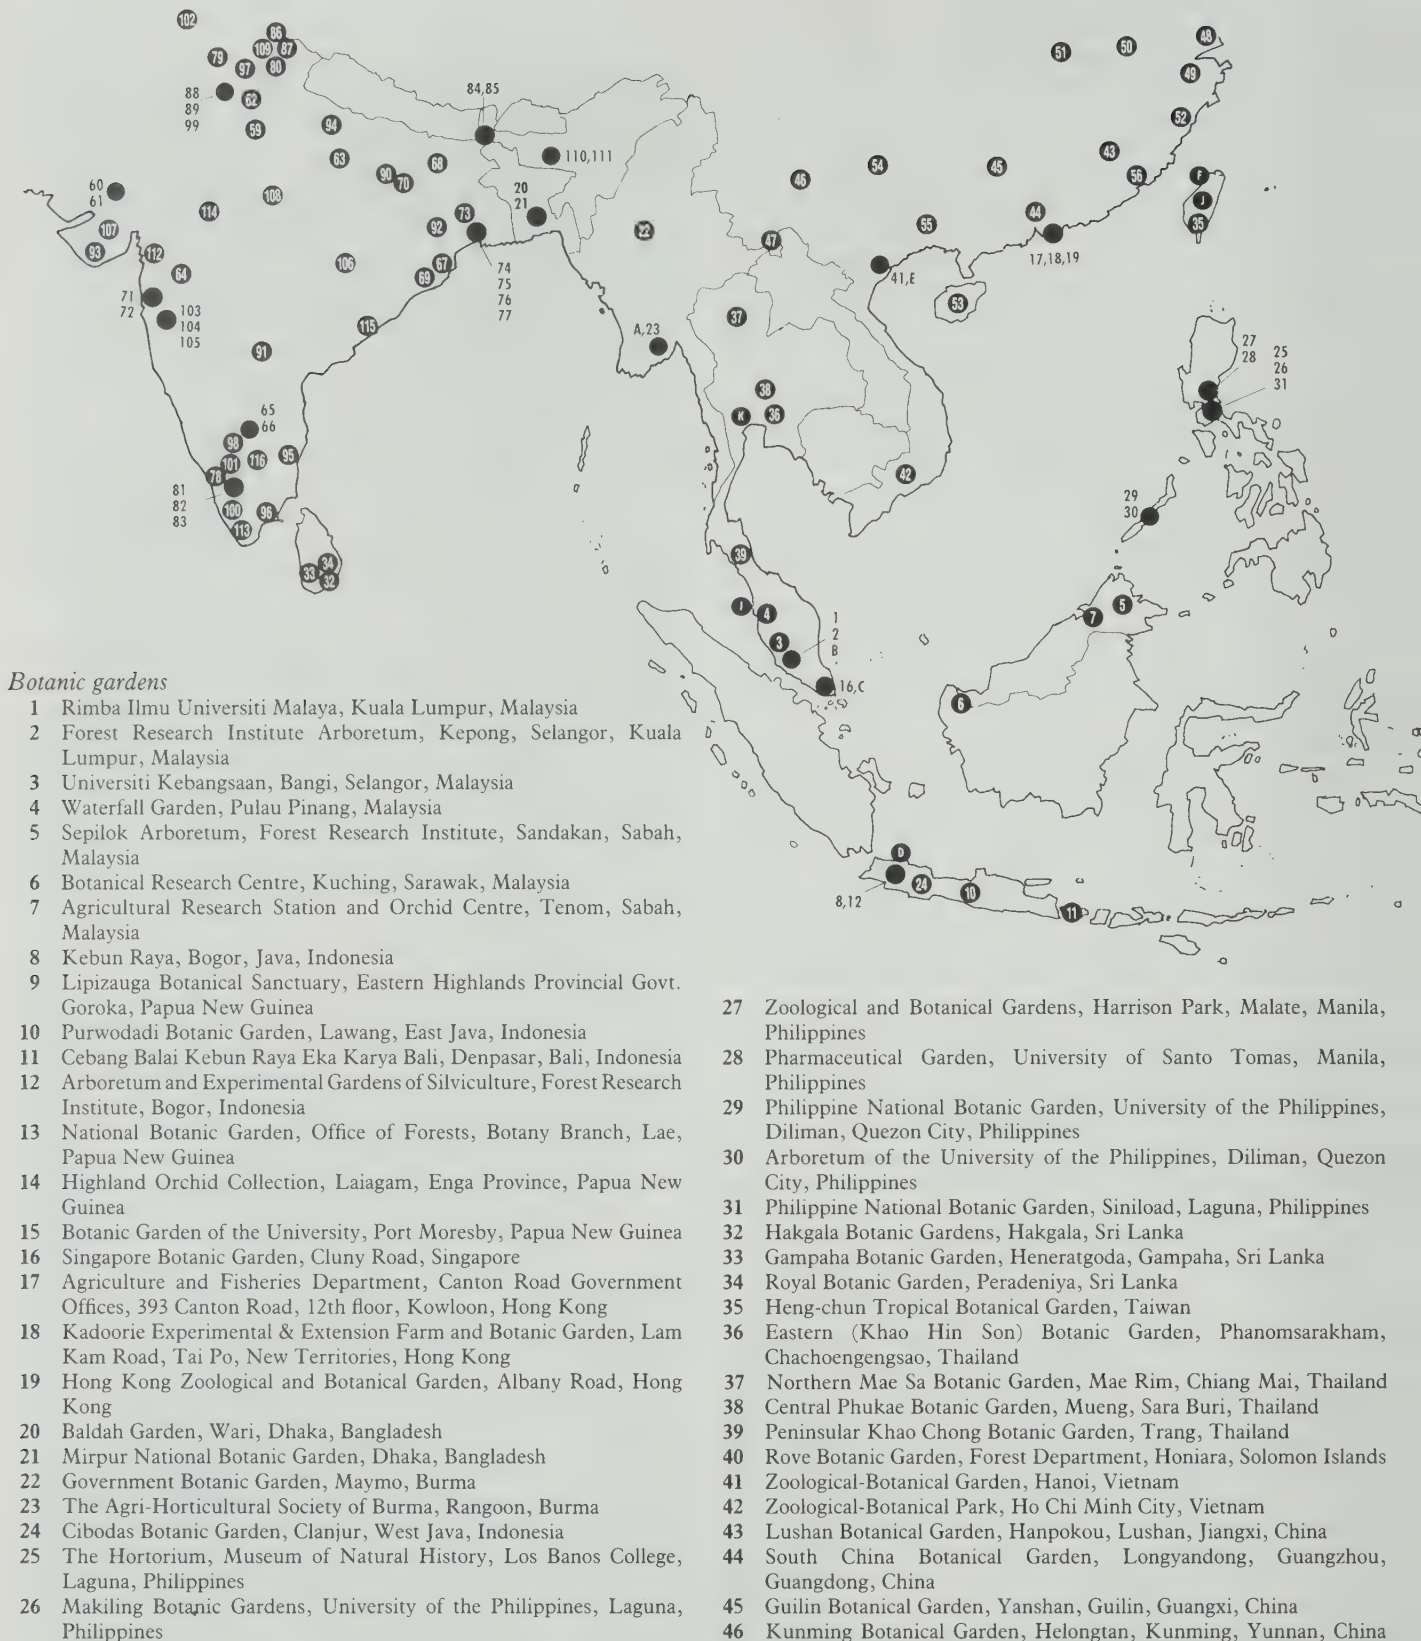 102
86
109
87
79
97
80
88
89
99
62
59
84,85
94
63
110,111
90
70
68
60
61
108
114
107
93
112
20
21
73
92
22
64
106
67
69
74
75
76
77
71
72
103
104
105
115
A,23
91
65
66
98
101
116
95
78
81
82
83
100
96
113
34
33
32
51
50
48
49
52
54
45
43
56
46
F
J
35
44
55
47
17,18,19
41,E
53
37
38
K
36
42
27
28
25
26
31
29
30
39
5
7
I
4
3
1
2
B
16,C
6
D
24
10
8,12
11
Botanic gardens
1 Rimba Ilmu Universiti Malaya, Kuala Lumpur, Malaysia
2 Forest Research Institute Arboretum, Kepong, Selangor, Kuala
Lumpur, Malaysia
3 Universiti Kebangsaan, Bangi, Selangor, Malaysia
4 Waterfall Garden, Pulau Pinang, Malaysia
5 Sepilok Arboretum, Forest Research Institute, Sandakan, Sabah,
Malaysia
6 Botanical Research Centre, Kuching, Sarawak, Malaysia
7 Agricultural Research Station and Orchid Centre, Tenom, Sabah,
Malaysia
8 Kebun Raya, Bogor, Java, Indonesia
9 Lipizauga Botanical Sanctuary, Eastern Highlands Provincial Govt.
Goroka, Papua New Guinea
10 Purwodadi Botanic Garden, Lawang, East Java, Indonesia
11 Cebang Balai Kebun Raya Eka Karya Bali, Denpasar, Bali, Indonesia
12 Arboretum and Experimental Gardens of Silviculture, Forest Research
Institute, Bogor, Indonesia
13 National Botanic Garden, Office of Forests, Botany Branch, Lae,
Papua New Guinea
14 Highland Orchid Collection, Laiagam, Enga Province, Papua New
Guinea
15 Botanic Garden of the University, Port Moresby, Papua New Guinea
16 Singapore Botanic Garden, Cluny Road, Singapore
17 Agriculture and Fisheries Department, Canton Road Government
Offices, 393 Canton Road, 12th floor, Kowloon, Hong Kong
18 Kadoorie Experimental & Extension Farm and Botanic Garden, Lam
Kam Road, Tai Po, New Territories, Hong Kong
19 Hong Kong Zoological and Botanical Garden, Albany Road, Hong
Kong
20 Baldah Garden, Wari, Dhaka, Bangladesh
21 Mirpur National Botanic Garden, Dhaka, Bangladesh
22 Government Botanic Garden, Maymo, Burma
23 The Agri-Horticultural Society of Burma, Rangoon, Burma
24 Cibodas Botanic Garden, Clanjur, West Java, Indonesia
25 The Hortorium, Museum of Natural History, Los Banos College,
Laguna, Philippines
26 Makiling Botanic Gardens, University of the Philippines, Laguna,
Philippines
27 Zoological and Botanical Gardens, Harrison Park, Malate, Manila,
Philippines
28 Pharmaceutical Garden, University of Santo Tomas, Manila,
Philippines
29 Philippine National Botanic Garden, University of the Philippines,
Diliman, Quezon City, Philippines
30 Arboretum of the University of the Philippines, Diliman, Quezon
City, Philippines
31 Philippine National Botanic Garden, Siniload, Laguna, Philippines
32 Hakgala Botanic Gardens, Hakgala, Sri Lanka
33 Gampaha Botanic Garden, Heneratgoda, Gampaha, Sri Lanka
34 Royal Botanic Garden, Peradeniya, Sri Lanka
35 Heng-chun Tropical Botanical Garden, Taiwan
36 Eastern (Khao Hin Son) Botanic Garden, Phanomsarakham,
Chachoengengsao, Thailand
37 Northern Mae Sa Botanic Garden, Mae Rim, Chiang Mai, Thailand
38 Central Phukae Botanic Garden, Mueng, Sara Buri, Thailand
39 Peninsular Khao Chong Botanic Garden, Trang, Thailand
40 Rove Botanic Garden, Forest Department, Honiara, Solomon Islands
41 Zoological-Botanical Garden, Hanoi, Vietnam
42 Zoological-Botanical Park, Ho Chi Minh City, Vietnam
43 Lushan Botanical Garden, Hanpokou, Lushan, Jiangxi, China
44 South China Botanical Garden, Longyandong, Guangzhou,
Guangdong, China
45 Guilin Botanical Garden, Yanshan, Guilin, Guangxi, China
46 Kunming Botanical Garden, Helongtan, Kunming, Yunnan, China